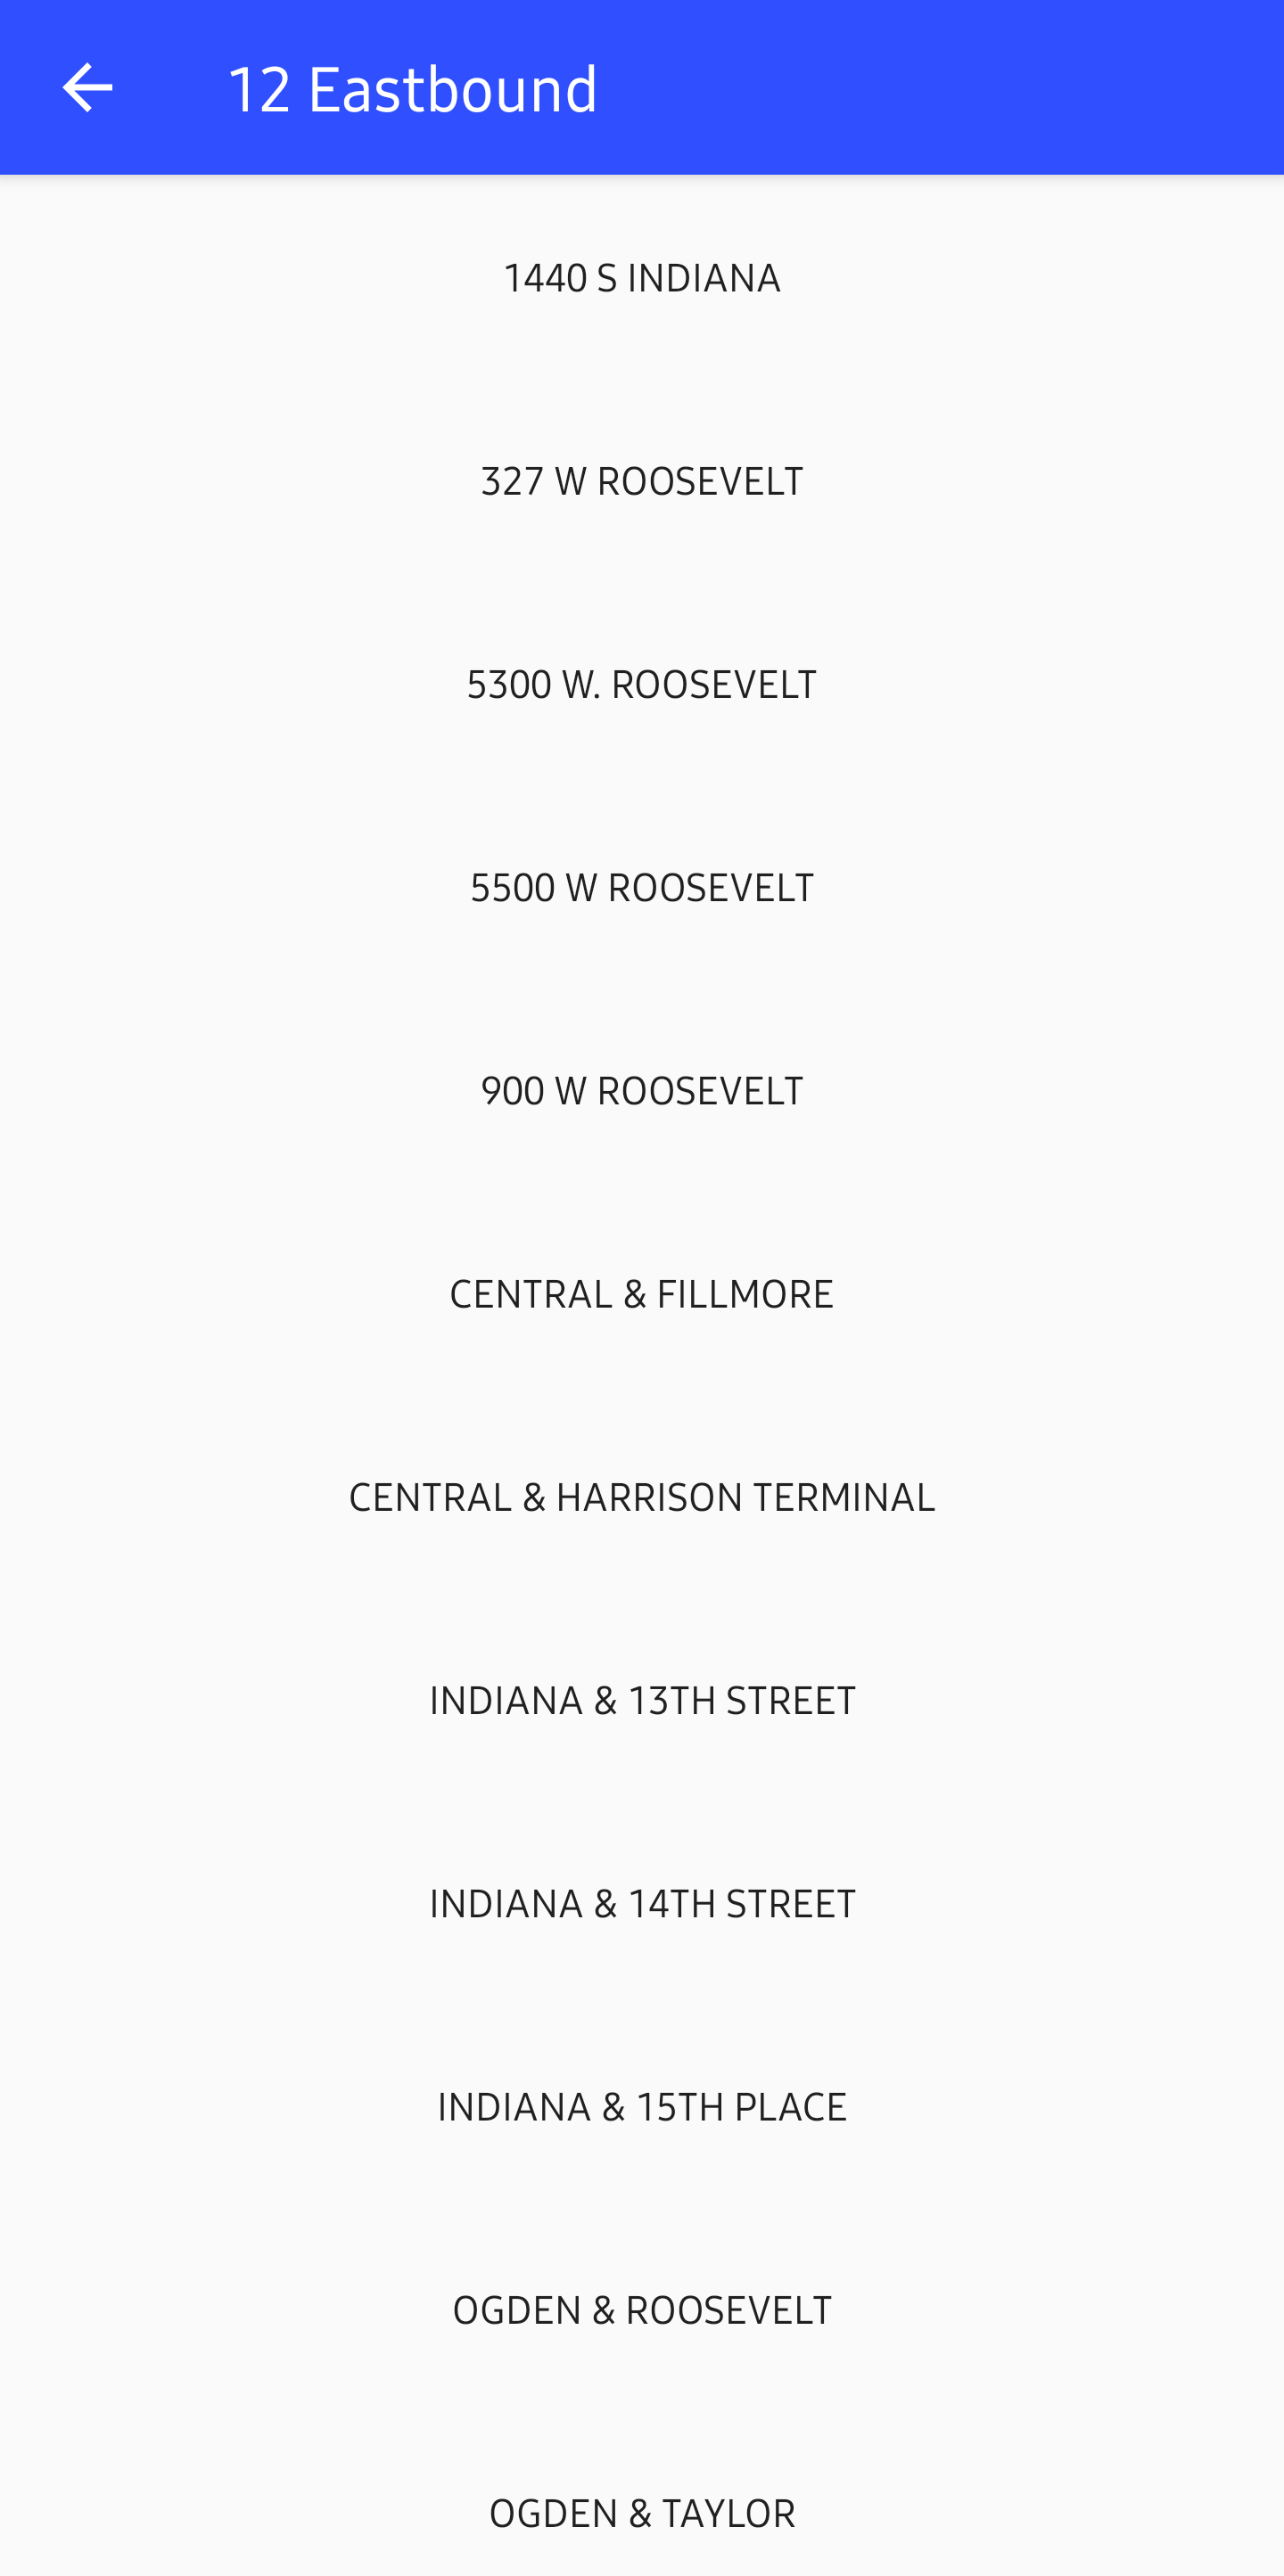 12 Eastbound
1440 S INDIANA
327 W ROOSEVELT
5300 W. ROOSEVELT
5500 W ROOSEVELT
900 W ROOSEVELT
CENTRAL & FILLMORE
CENTRAL & HARRISON TERMINAL
INDIANA & 13TH STREET
INDIANA & 14TH STREET
INDIANA & 15TH PLACE
OGDEN & ROOSEVELT
OGDEN & TAYLOR